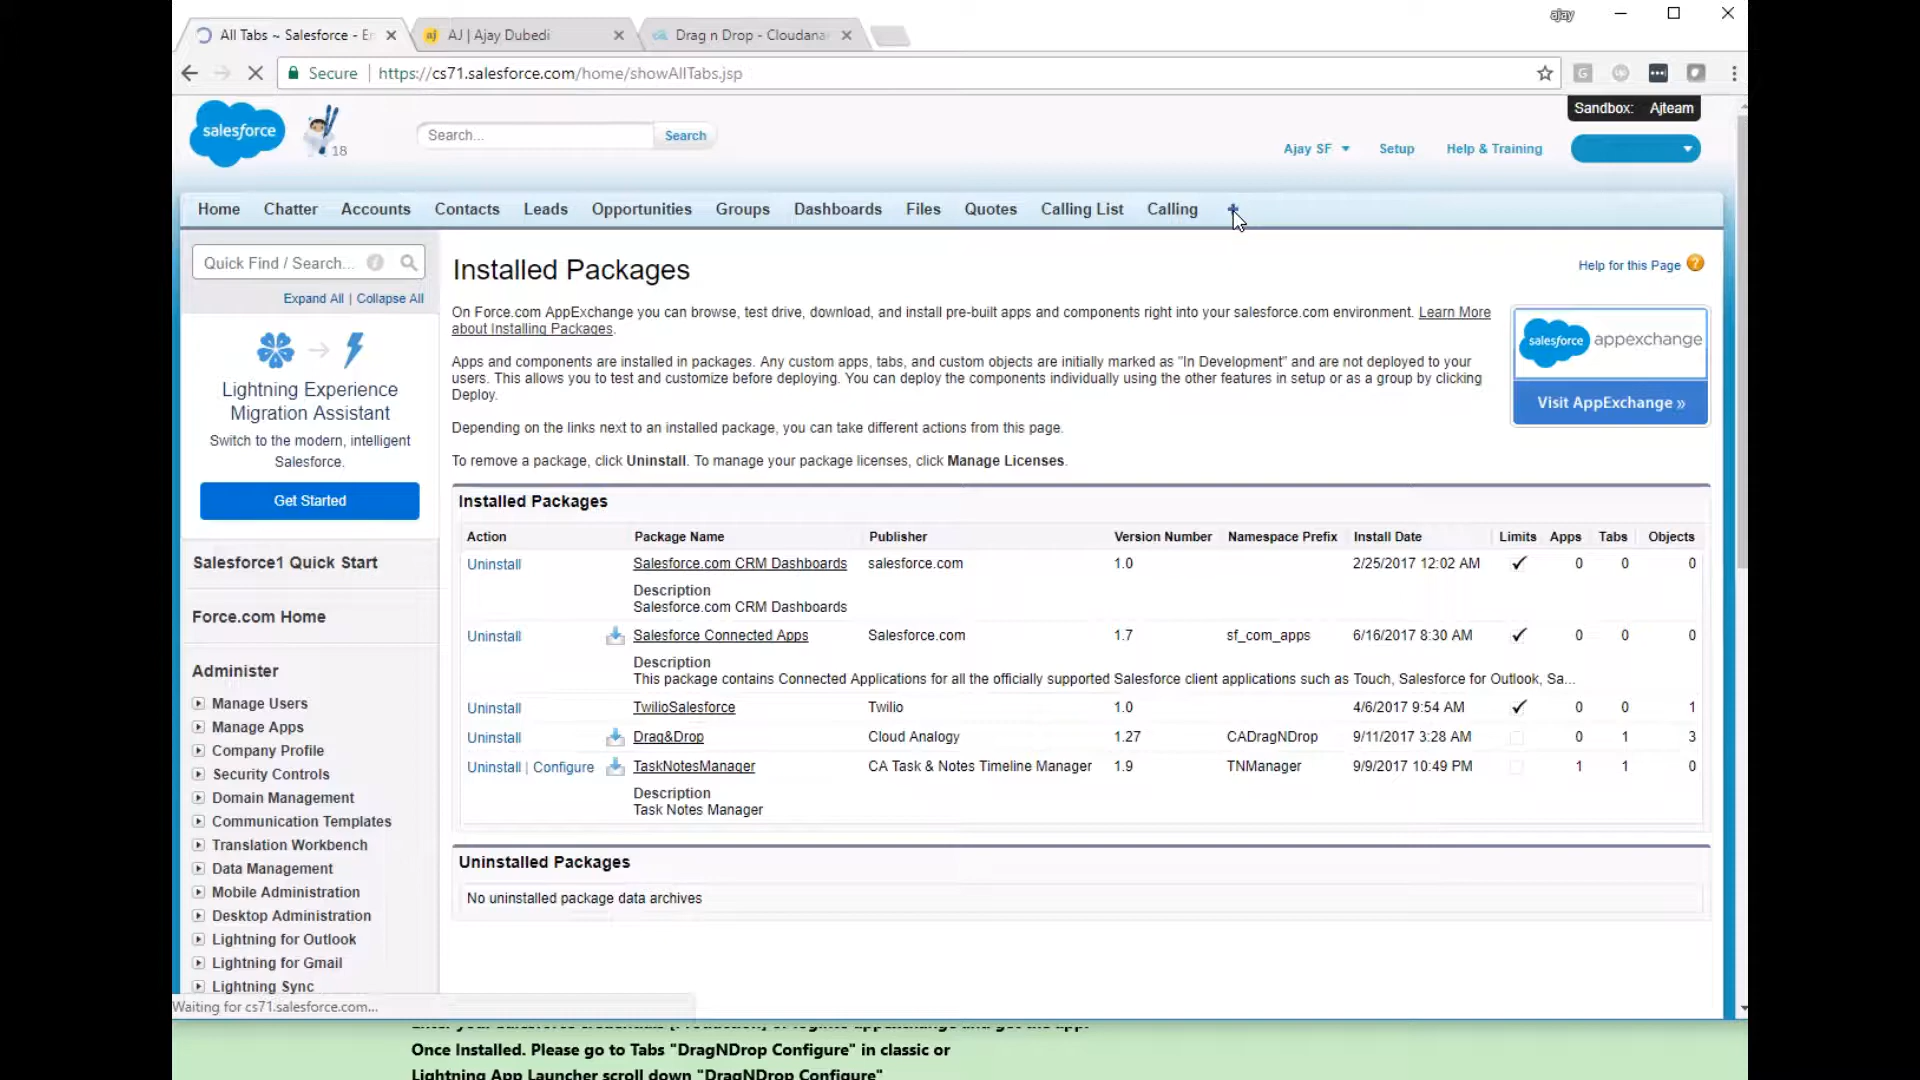 ajay
All Tabs ~ Salesforce - En
AJ | Ajay Dubedi
Drag n Drop - Cloudanal
Secure
https://cs71.salesforce.com/home/showAllTabs.jsp
salesforce
18
Search...
Search
Sandbox: Ajteam
Ajay SF
Setup
Help & Training
Home
Chatter
Accounts
Contacts
Leads
Opportunities
Groups
Dashboards
Files
Quotes
Calling List
Calling
+
Quick Find / Search...
Expand All | Collapse All
Lightning Experience
Migration Assistant
Switch to the modern, intelligent
Salesforce.
Get Started
Salesforce1 Quick Start
Force.com Home
Administer
Manage Users
Manage Apps
Company Profile
Security Controls
Domain Management
Communication Templates
Translation Workbench
Data Management
Mobile Administration
Desktop Administration
Lightning for Outlook
Lightning for Gmail
Lightning Sync
Waiting for cs71.salesforce.com...
Installed Packages
Help for this Page ?
On Force.com AppExchange you can browse, test drive, download, and install pre-built apps and components right into your salesforce.com environment. Learn More
about Installing Packages.
Apps and components are installed in packages. Any custom apps, tabs, and custom objects are initially marked as "In Development" and are not deployed to your
users. This allows you to test and customize before deploying. You can deploy the components individually using the other features in setup or as a group by clicking
Deploy.
Depending on the links next to an installed package, you can take different actions from this page.
To remove a package, click Uninstall. To manage your package licenses, click Manage Licenses.
salesforce appexchange
Visit AppExchange »
Installed Packages
Action Package Name Publisher Version Number Namespace Prefix Install Date Limits Apps Tabs Objects
Uninstall Salesforce.com CRM Dashboards salesforce.com 1.0 2/25/2017 12:02 AM ✓ 0 0 0
Description
Salesforce.com CRM Dashboards
Uninstall Salesforce Connected Apps Salesforce.com 1.7 sf_com_apps 6/16/2017 8:30 AM ✓ 0 0 0
Description
This package contains Connected Applications for all the officially supported Salesforce client applications such as Touch, Salesforce for Outlook, Sa...
Uninstall TwilioSalesforce Twilio 1.0 4/6/2017 9:54 AM ✓ 0 0 1
Uninstall Drag&Drop Cloud Analogy 1.27 CADragNDrop 9/11/2017 3:28 AM 0 1 3
Uninstall | Configure TaskNotesManager CA Task & Notes Timeline Manager 1.9 TNManager 9/9/2017 10:49 PM 1 1 0
Description
Task Notes Manager
Uninstalled Packages
No uninstalled package data archives
Enter your Salesforce credentials [Production] or loginto appexchange and get the app.
Once Installed. Please go to Tabs "DragNDrop Configure" in classic or
Lightning App Launcher scroll down "DragNDrop Configure"